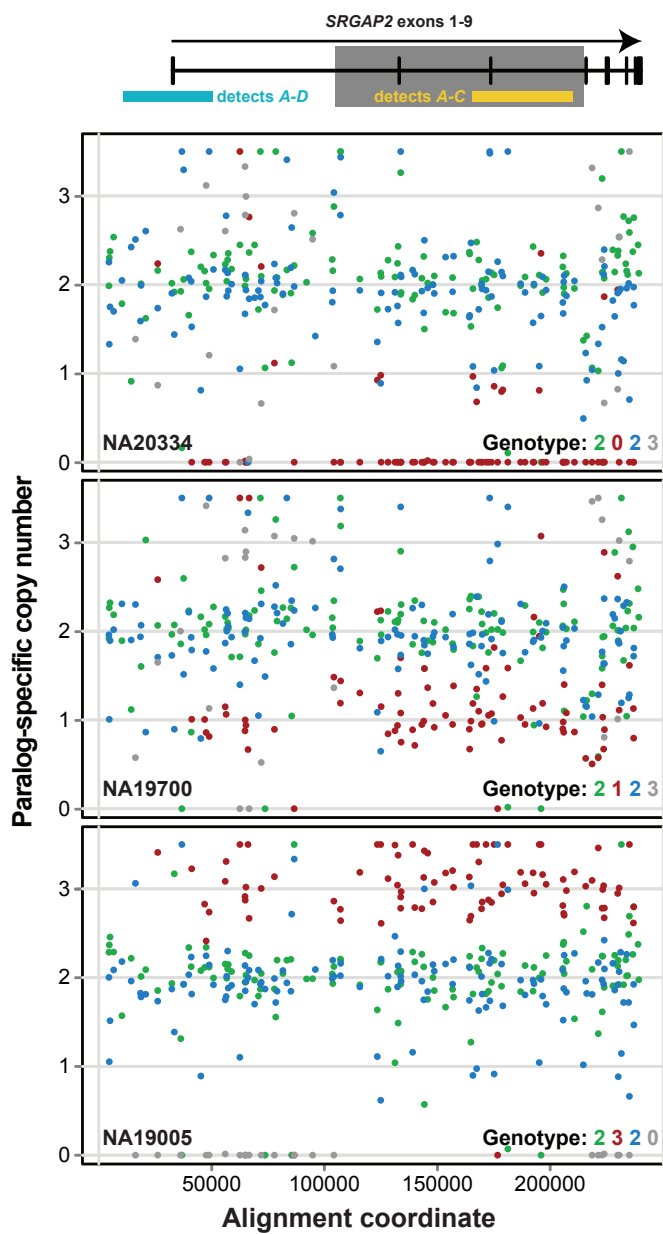 SRGAP2 exons 1-9
detects A-D
detects A-C
Paralog-specific copy number
3
2
1
0
NA20334
Genotype: 2 0 2 3
3
2
1
0
NA19700
Genotype: 2 1 2 3
3
2
1
0
NA19005
Genotype: 2 3 2 0
50000 100000 150000 200000
Alignment coordinate